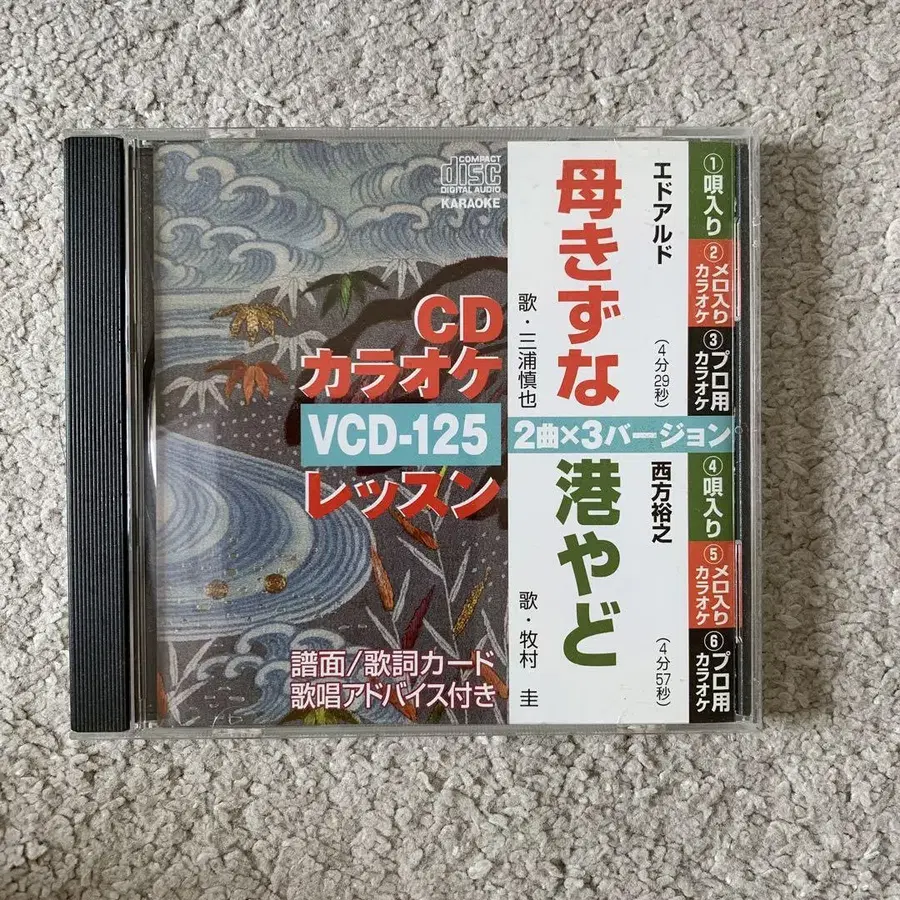 COMPACT
disc
DIGITAL AUDIO
KARAOKE
CD
カラオケ
VCD-125
レッスン
譜面/歌詞カード
歌唱アドバイス付き
①唄入り
②メロ入り
カラオケ
③プロ用
カラオケ
エドアルド
(4分29秒)
母きずな
歌・三浦慎也
2曲×3バージョン
④唄入り
⑤メロ入り
カラオケ
⑥プロ用
カラオケ
西方裕之
(4分57秒)
港やど
歌・牧村 圭